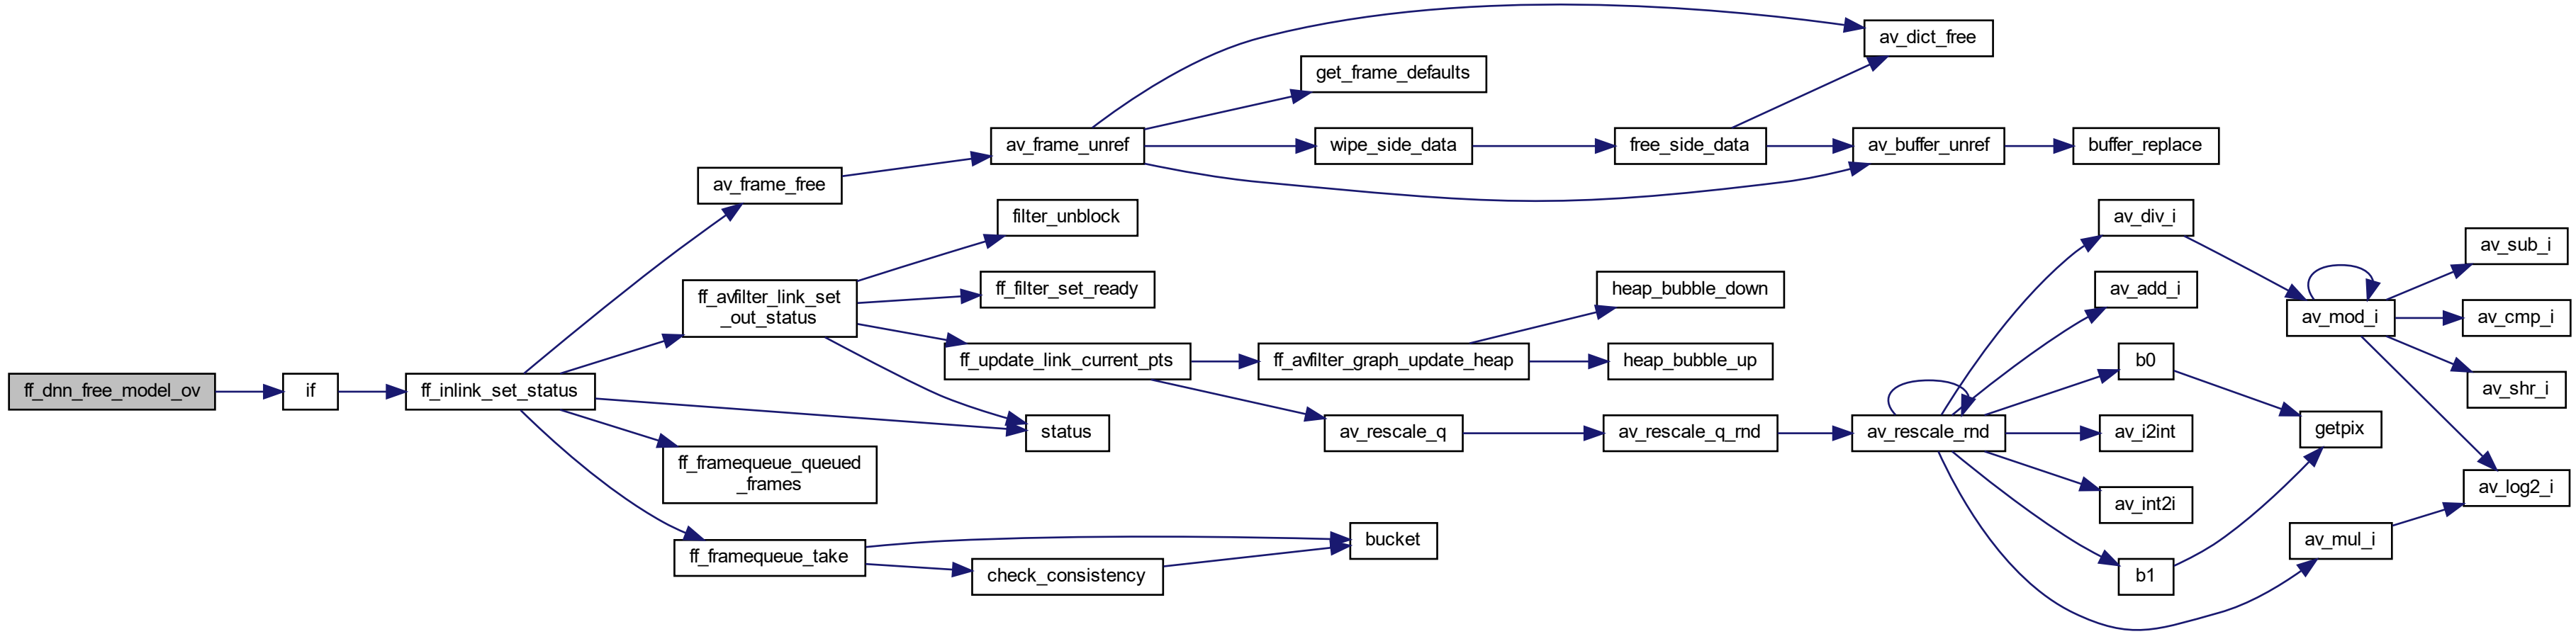 ff_dnn_free_model_ov
if
ff_inlink_set_status
av_frame_free
ff_avfilter_link_set
_out_status
ff_framequeue_queued
_frames
ff_framequeue_take
av_frame_unref
filter_unblock
ff_filter_set_ready
ff_update_link_current_pts
status
check_consistency
get_frame_defaults
wipe_side_data
ff_avfilter_graph_update_heap
av_rescale_q
bucket
free_side_data
heap_bubble_down
heap_bubble_up
av_rescale_q_rnd
av_dict_free
av_buffer_unref
av_rescale_rnd
buffer_replace
av_div_i
av_add_i
b0
av_i2int
av_int2i
b1
av_mod_i
getpix
av_mul_i
av_sub_i
av_cmp_i
av_shr_i
av_log2_i